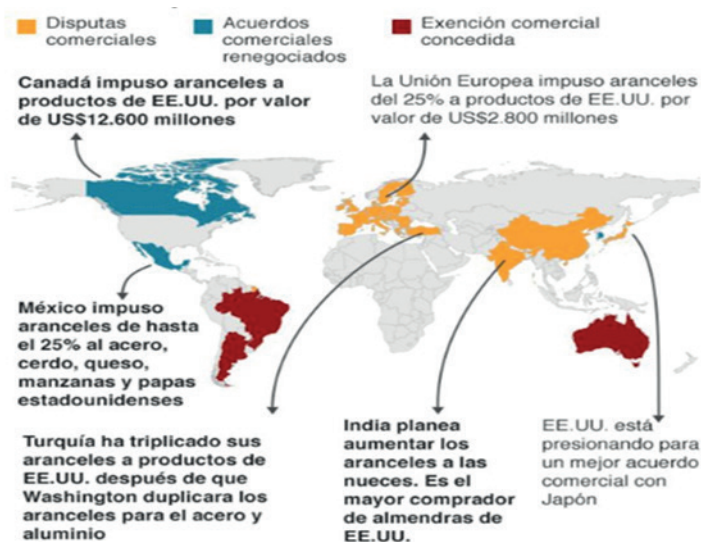 Disputas
comerciales
Acuerdos
comerciales
renegociados
Exención comercial
concedida
Canadá impuso aranceles a
productos de EE.UU. por valor
de US$12.600 millones
La Unión Europea impuso aranceles
del 25% a productos de EE.UU. por
valor de US$2.800 millones
México impuso
aranceles de hasta
el 25% al acero,
cerdo, queso,
manzanas y papas
estadounidenses
Turquía ha triplicado sus
aranceles a productos de
EE.UU. después de que
Washington duplicara los
aranceles para el acero y
aluminio
India planea
aumentar los
aranceles a las
nueces. Es el
mayor comprador
de almendras de
EE.UU.
EE.UU. está
presionando para
un mejor acuerdo
comercial con
Japón